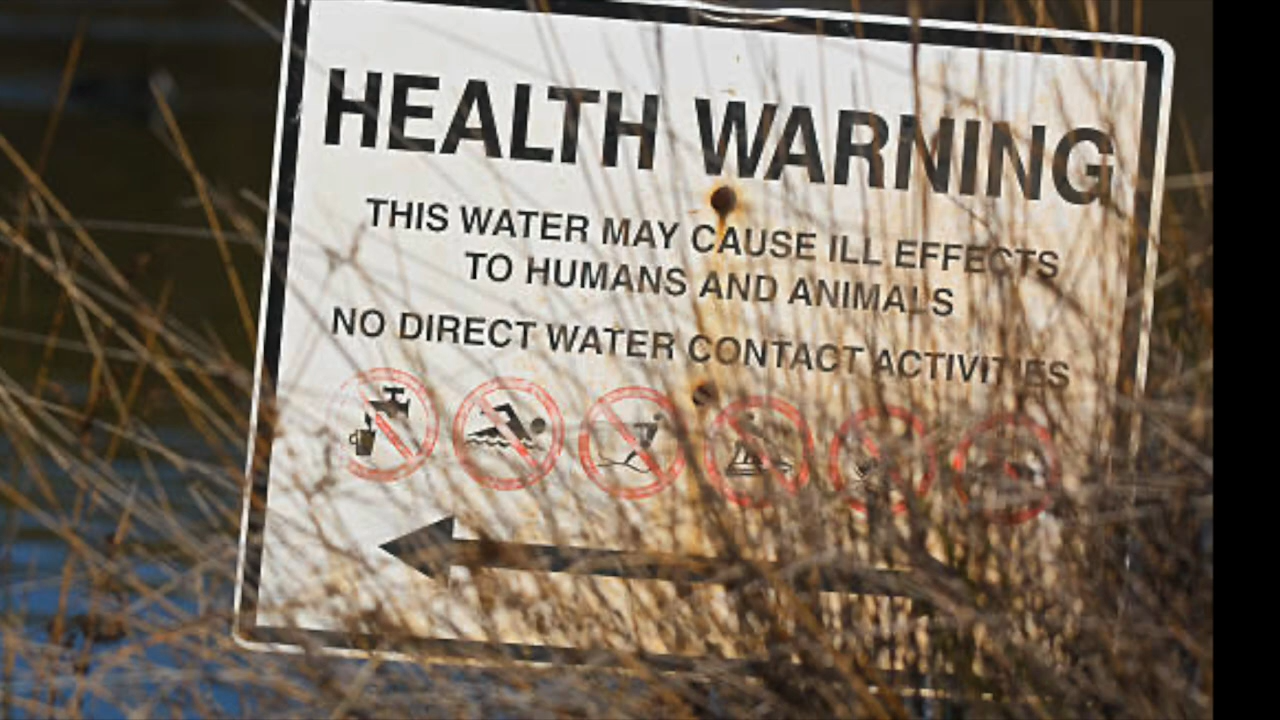 HEALTH WARNING
THIS WATER MAY CAUSE ILL EFFECTS
TO HUMANS AND ANIMALS
NO DIRECT WATER CONTACT ACTIVITIES